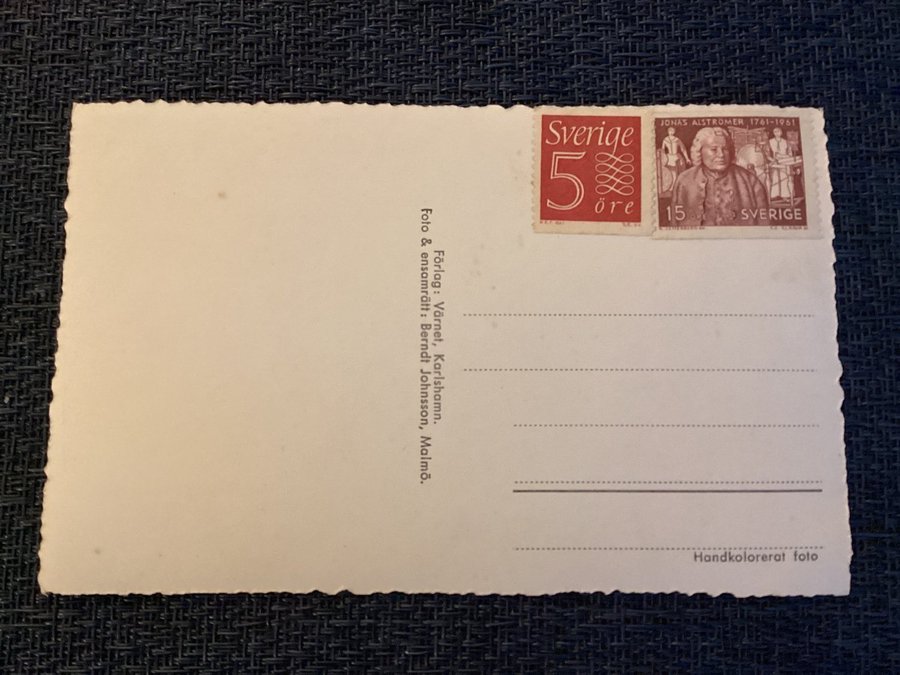 Sverige
5
öre
JONAS ALSTRÖMER 1761-1961
15 ÖRE SVERIGE
Förlag: Värnet, Karlshamn.
Foto & ensamrätt: Berndt Johnsson, Malmö.
Handkolorerat foto